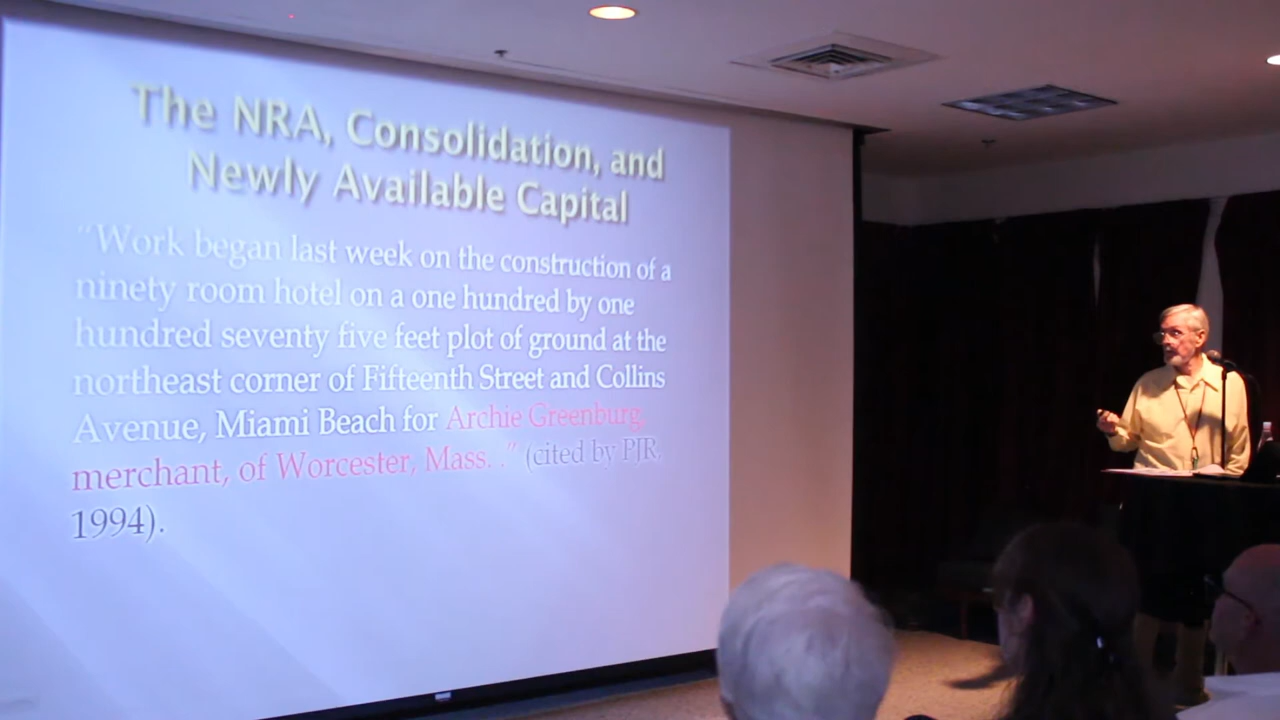 The NRA, Consolidation, and
Newly Available Capital
“Work began last week on the construction of a
ninety room hotel on a one hundred by one
hundred seventy five feet plot of ground at the
northeast corner of Fifteenth Street and Collins
Avenue, Miami Beach for Archie Greenburg,
merchant, of Worcester, Mass. .” (cited by PJR,
1994).